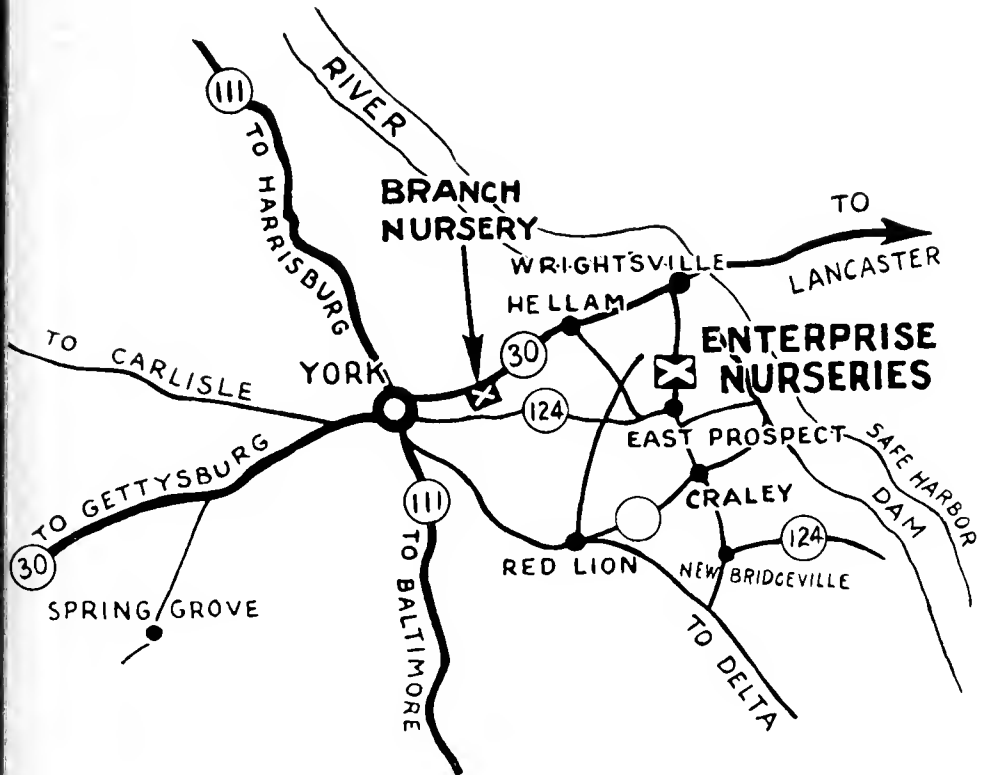 RIVER
111
TO HARRISBURG
BRANCH
NURSERY
TO
LANCASTER
WRIGHTSVILLE
HELLAM
30
ENTERPRISE
NURSERIES
TO CARLISLE
YORK
124
EAST PROSPECT
SAFE HARBOR
DAM
TO GETTYSBURG
30
111
CRALEY
124
RED LION
NEW BRIDGEVILLE
SPRING GROVE
TO BALTIMORE
TO DELTA